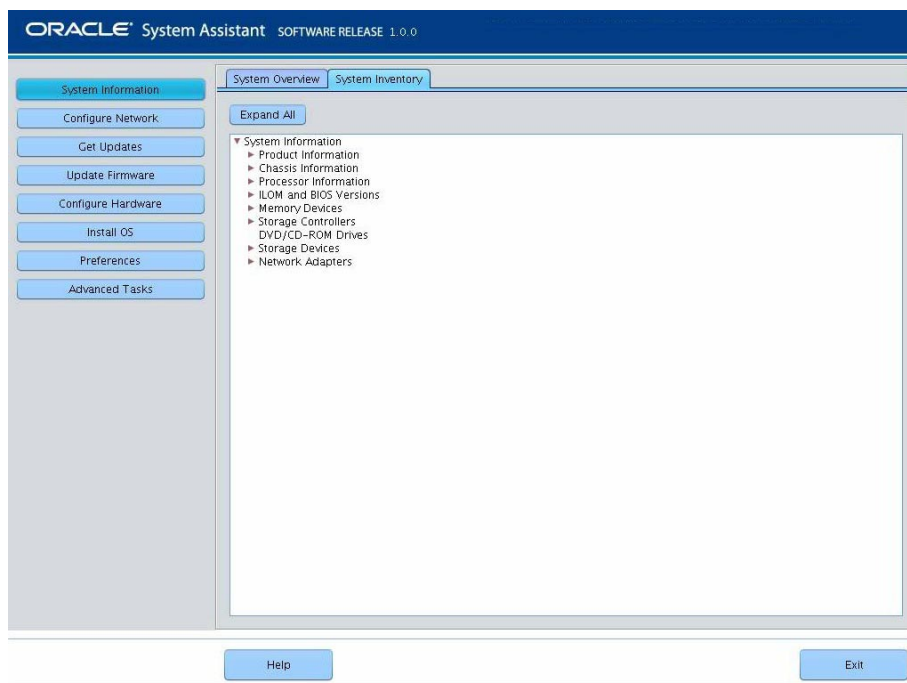 ORACLE® System Assistant SOFTWARE RELEASE 1.0.0
System Information
Configure Network
Get Updates
Update Firmware
Configure Hardware
Install OS
Preferences
Advanced Tasks
System Overview System Inventory
Expand All
System Information
Product Information
Chassis Information
Processor Information
ILOM and BIOS Versions
Memory Devices
Storage Controllers
DVD/CD-ROM Drives
Storage Devices
Network Adapters
Help Exit